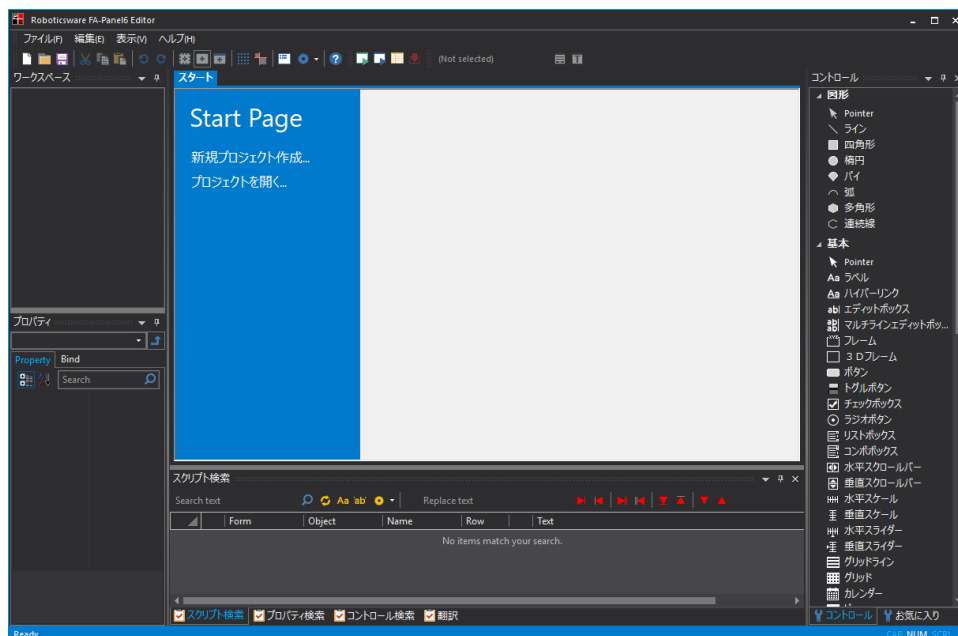 Roboticsware FA-Panel6 Editor
ファイル(F) 編集(E) 表示(V) ヘルプ(H)
(Not selected)
ワークスペース
スタート
Start Page
新規プロジェクト作成...
プロジェクトを開く...
プロパティ
Property Bind
Search
スクリプト検索
Search text
Aa
ab
Replace text
Form Object Name Row Text
No items match your search.
スクリプト検索 プロパティ検索 コントロール検索 翻訳
コントロール
図形
Pointer
ライン
四角形
楕円
パイ
弧
多角形
連続線
基本
Pointer
Aa ラベル
Aa ハイパーリンク
ab エディットボックス
マルチラインエディットボッ...
フレーム
3Dフレーム
ボタン
トグルボタン
チェックボックス
ラジオボタン
リストボックス
コンボボックス
水平スクロールバー
垂直スクロールバー
水平スケール
垂直スケール
水平スライダー
垂直スライダー
グリッドライン
グリッド
カレンダー
コントロール お気に入り
Ready
CAP NUM SCRL